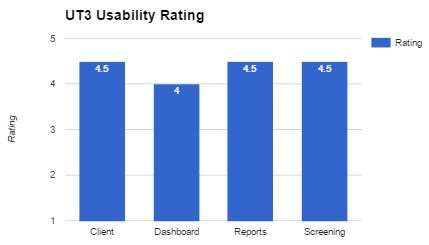 UT3 Usability Rating
5
4
3
2
1
Rating
4.5
4
4.5
4.5
Client
Dashboard
Reports
Screening
Rating